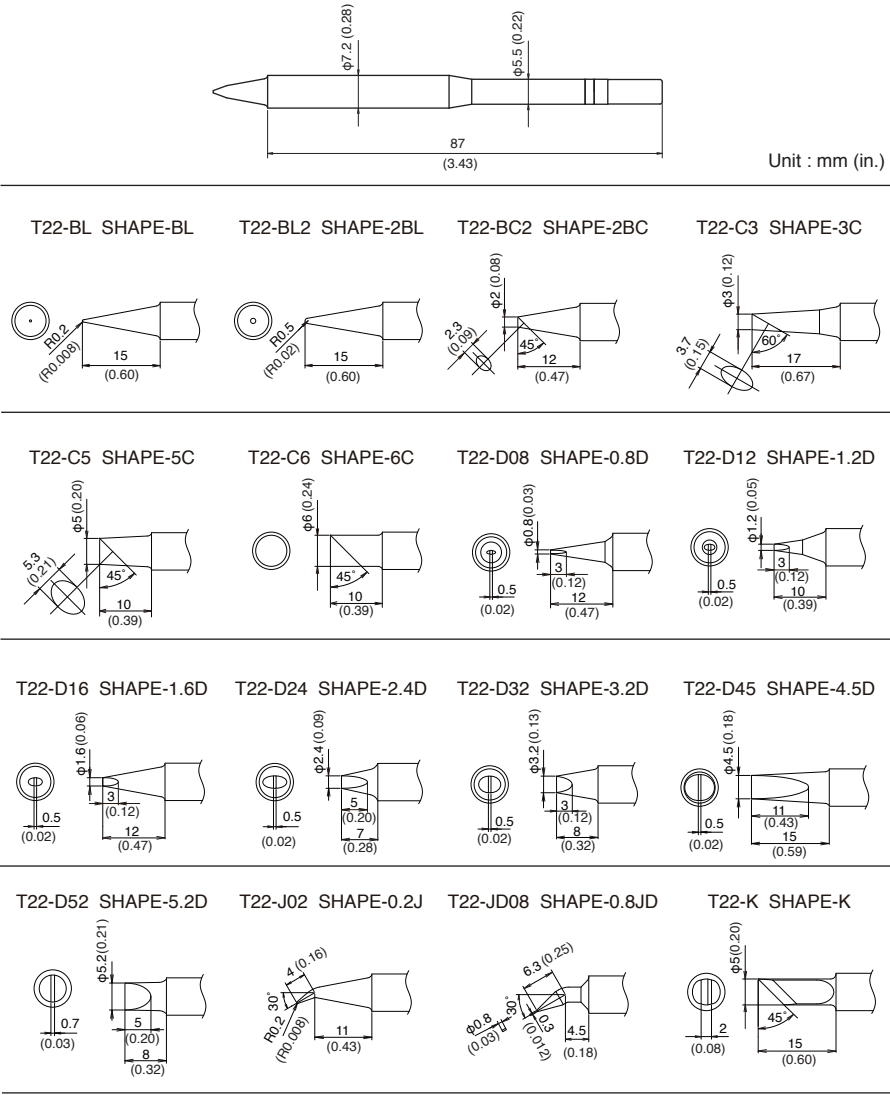 φ7.2 (0.28)
φ5.5 (0.22)
87
(3.43)
Unit : mm (in.)
T22-BL SHAPE-BL
R0.2
(R0.008)
15
(0.60)
T22-BL2 SHAPE-2BL
R0.5
(R0.02)
15
(0.60)
T22-BC2 SHAPE-2BC
φ2 (0.08)
2.3
(0.09)
45°
12
(0.47)
T22-C3 SHAPE-3C
φ3 (0.12)
3.7
(0.15)
60°
17
(0.67)
T22-C5 SHAPE-5C
φ5 (0.20)
5.3
(0.21)
45°
10
(0.39)
T22-C6 SHAPE-6C
φ6 (0.24)
45°
10
(0.39)
T22-D08 SHAPE-0.8D
φ0.8 (0.03)
0.5
(0.02)
3
(0.12)
12
(0.47)
T22-D12 SHAPE-1.2D
φ1.2 (0.05)
0.5
(0.02)
3
(0.12)
10
(0.39)
T22-D16 SHAPE-1.6D
φ1.6 (0.06)
0.5
(0.02)
3
(0.12)
12
(0.47)
T22-D24 SHAPE-2.4D
φ2.4 (0.09)
0.5
(0.02)
5
(0.20)
7
(0.28)
T22-D32 SHAPE-3.2D
φ3.2 (0.13)
0.5
(0.02)
3
(0.12)
8
(0.32)
T22-D45 SHAPE-4.5D
φ4.5 (0.18)
0.5
(0.02)
11
(0.43)
15
(0.59)
T22-D52 SHAPE-5.2D
φ5.2 (0.21)
0.7
(0.03)
5
(0.20)
8
(0.32)
T22-J02 SHAPE-0.2J
4 (0.16)
30°
R0.2
(R0.008)
11
(0.43)
T22-JD08 SHAPE-0.8JD
6.3 (0.25)
30°
φ0.8
(0.03)
0.3
(0.012)
4.5
(0.18)
T22-K SHAPE-K
φ5 (0.20)
45°
2
(0.08)
15
(0.60)